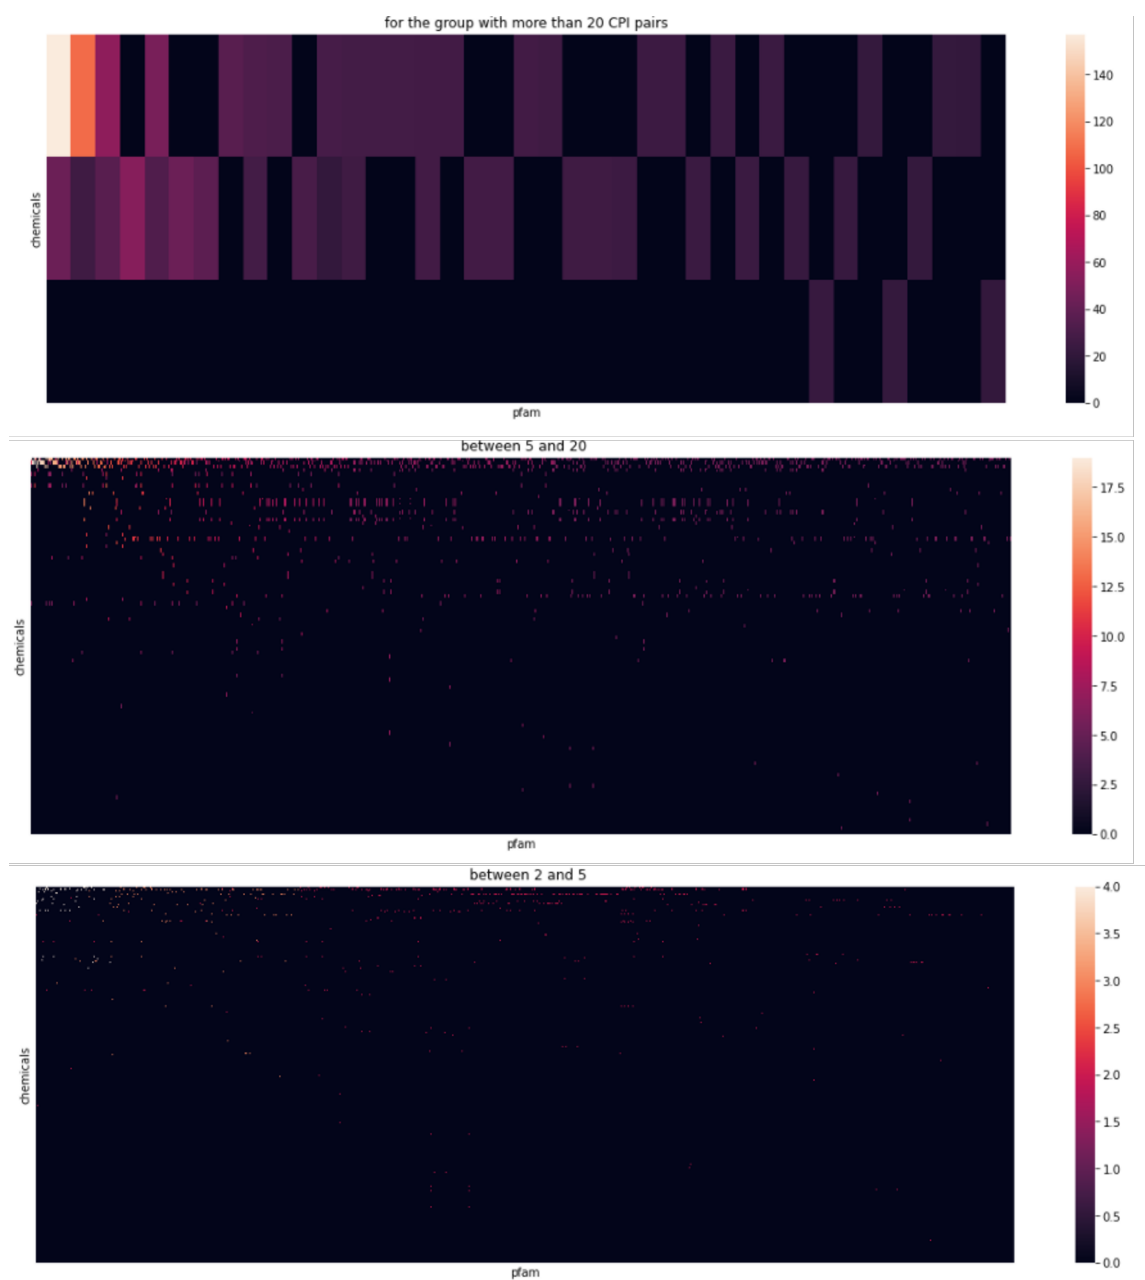 for the group with more than 20 CPI pairs
chemicals
140
120
100
80
60
40
20
0
pfam
between 5 and 20
chemicals
17.5
15.0
12.5
10.0
7.5
5.0
2.5
0.0
pfam
between 2 and 5
chemicals
4.0
3.5
3.0
2.5
2.0
1.5
1.0
0.5
0.0
pfam